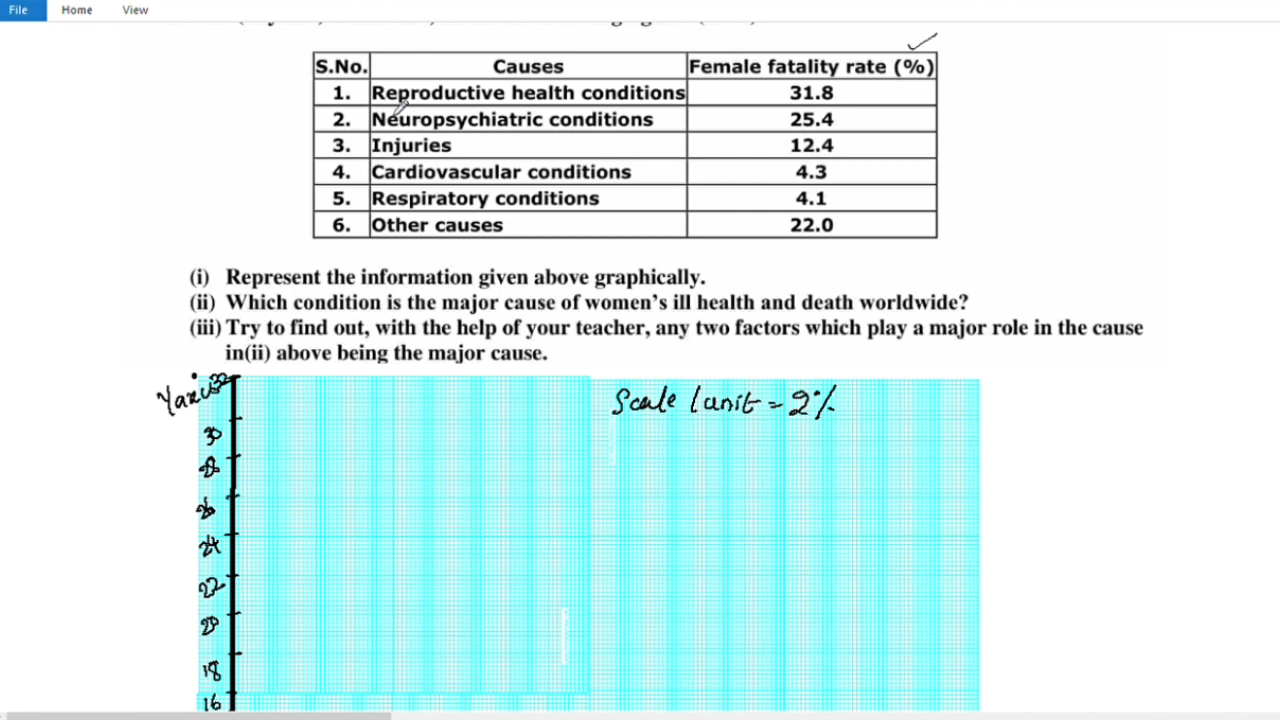 File Home View
S.No. Causes Female fatality rate (%)
1. Reproductive health conditions 31.8
2. Neuropsychiatric conditions 25.4
3. Injuries 12.4
4. Cardiovascular conditions 4.3
5. Respiratory conditions 4.1
6. Other causes 22.0
(i) Represent the information given above graphically.
(ii) Which condition is the major cause of women's ill health and death worldwide?
(iii) Try to find out, with the help of your teacher, any two factors which play a major role in the cause
in(ii) above being the major cause.
Yaxis 32
Scale 1unit = 2%
30
28
26
24
22
20
18
16